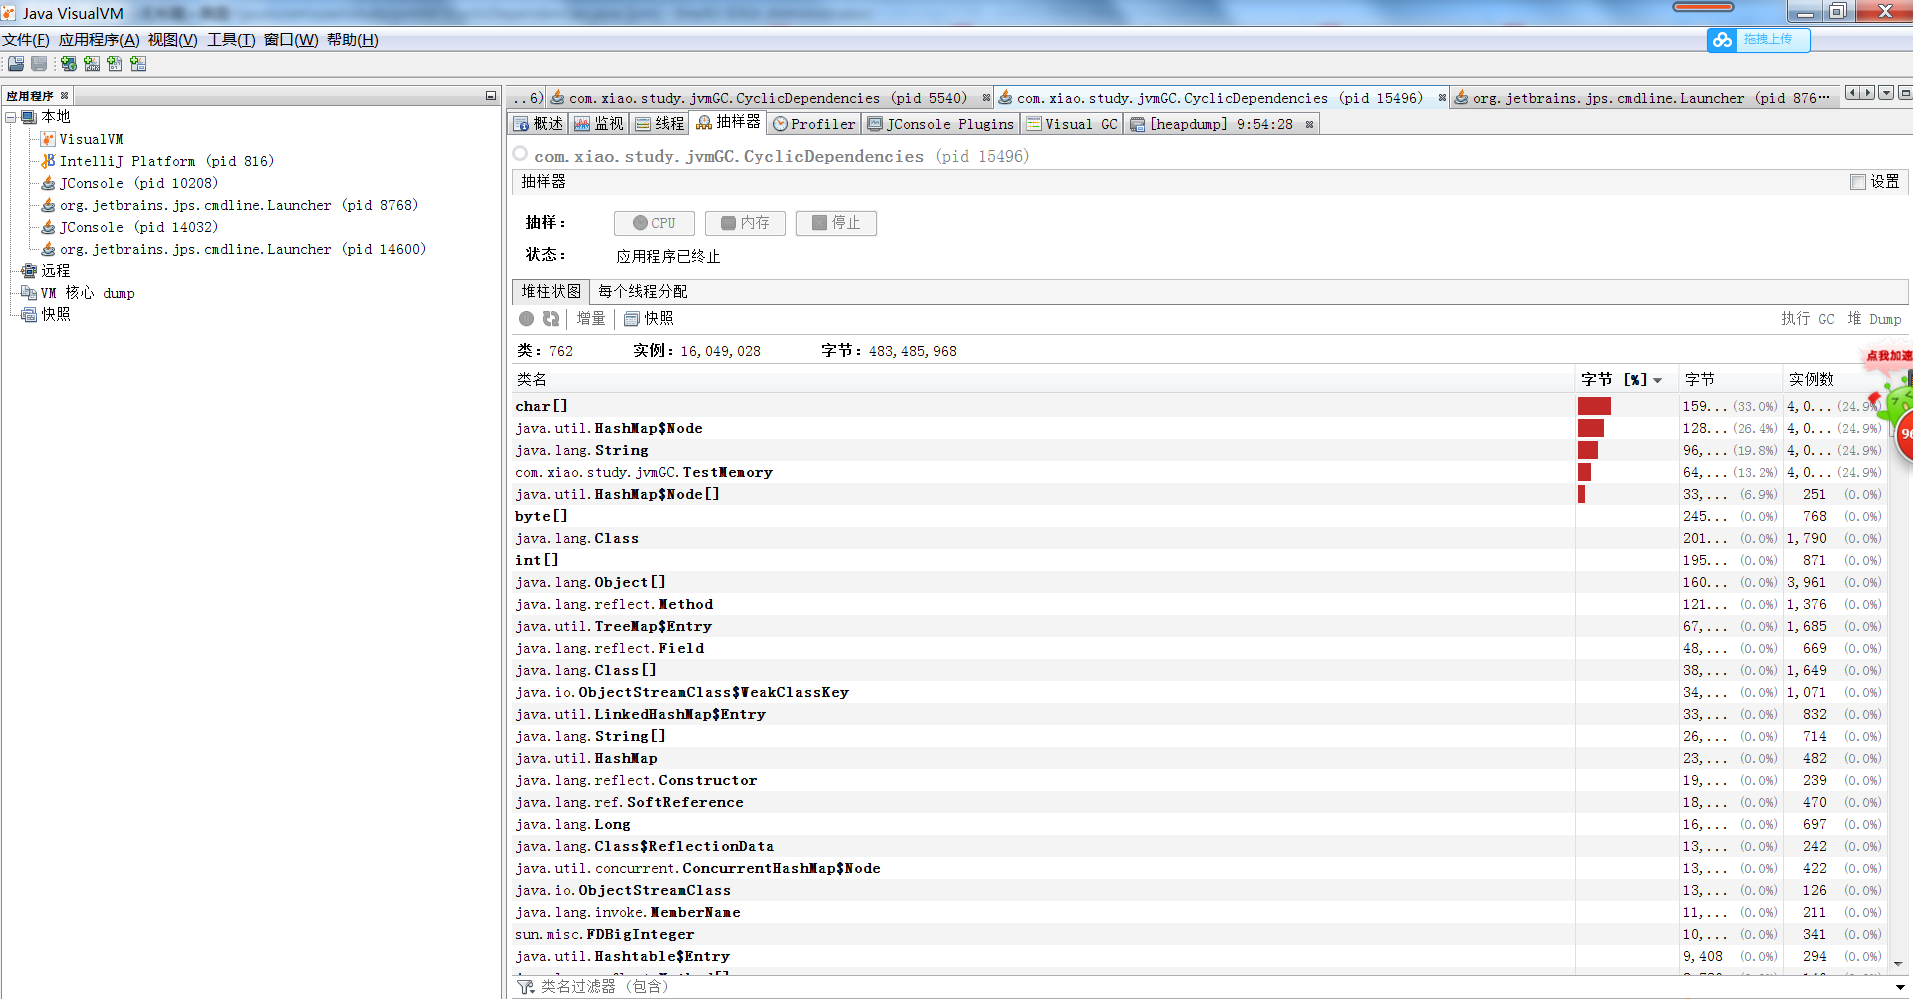 Java VisualVM
文件(F) 应用程序(A) 视图(V) 工具(T) 窗口(W) 帮助(H)
拖拽上传
应用程序
本地
VisualVM
IntelliJ Platform (pid 816)
JConsole (pid 10208)
org.jetbrains.jps.cmdline.Launcher (pid 8768)
JConsole (pid 14032)
org.jetbrains.jps.cmdline.Launcher (pid 14600)
远程
VM 核心 dump
快照
..6) com.xiao.study.jvmGC.CyclicDependencies (pid 5540) com.xiao.study.jvmGC.CyclicDependencies (pid 15496) org.jetbrains.jps.cmdline.Launcher (pid 876…
概述 监视 线程 抽样器 Profiler JConsole Plugins Visual GC [heapdump] 9:54:28
com.xiao.study.jvmGC.CyclicDependencies (pid 15496)
抽样器 设置
抽样： CPU 内存 停止
状态： 应用程序已终止
堆柱状图 每个线程分配
增量 快照 执行 GC 堆 Dump
类：762 实例：16,049,028 字节：483,485,968
点我加速
类名 字节 [%] 字节 实例数
char[] 159... (33.0%) 4,0... (24.9%)
java.util.HashMap$Node 128... (26.4%) 4,0... (24.9%)
96
java.lang.String 96,... (19.8%) 4,0... (24.9%)
com.xiao.study.jvmGC.TestMemory 64,... (13.2%) 4,0... (24.9%)
java.util.HashMap$Node[] 33,... (6.9%) 251 (0.0%)
byte[] 245... (0.0%) 768 (0.0%)
java.lang.Class 201... (0.0%) 1,790 (0.0%)
int[] 195... (0.0%) 871 (0.0%)
java.lang.Object[] 160... (0.0%) 3,961 (0.0%)
java.lang.reflect.Method 121... (0.0%) 1,376 (0.0%)
java.util.TreeMap$Entry 67,... (0.0%) 1,685 (0.0%)
java.lang.reflect.Field 48,... (0.0%) 669 (0.0%)
java.lang.Class[] 38,... (0.0%) 1,649 (0.0%)
java.io.ObjectStreamClass$WeakClassKey 34,... (0.0%) 1,071 (0.0%)
java.util.LinkedHashMap$Entry 33,... (0.0%) 832 (0.0%)
java.lang.String[] 26,... (0.0%) 714 (0.0%)
java.util.HashMap 23,... (0.0%) 482 (0.0%)
java.lang.reflect.Constructor 19,... (0.0%) 239 (0.0%)
java.lang.ref.SoftReference 18,... (0.0%) 470 (0.0%)
java.lang.Long 16,... (0.0%) 697 (0.0%)
java.lang.Class$ReflectionData 13,... (0.0%) 242 (0.0%)
java.util.concurrent.ConcurrentHashMap$Node 13,... (0.0%) 422 (0.0%)
java.io.ObjectStreamClass 13,... (0.0%) 126 (0.0%)
java.lang.invoke.MemberName 11,... (0.0%) 211 (0.0%)
sun.misc.FDBigInteger 10,... (0.0%) 341 (0.0%)
java.util.Hashtable$Entry 9,408 (0.0%) 294 (0.0%)
类名过滤器（包含）